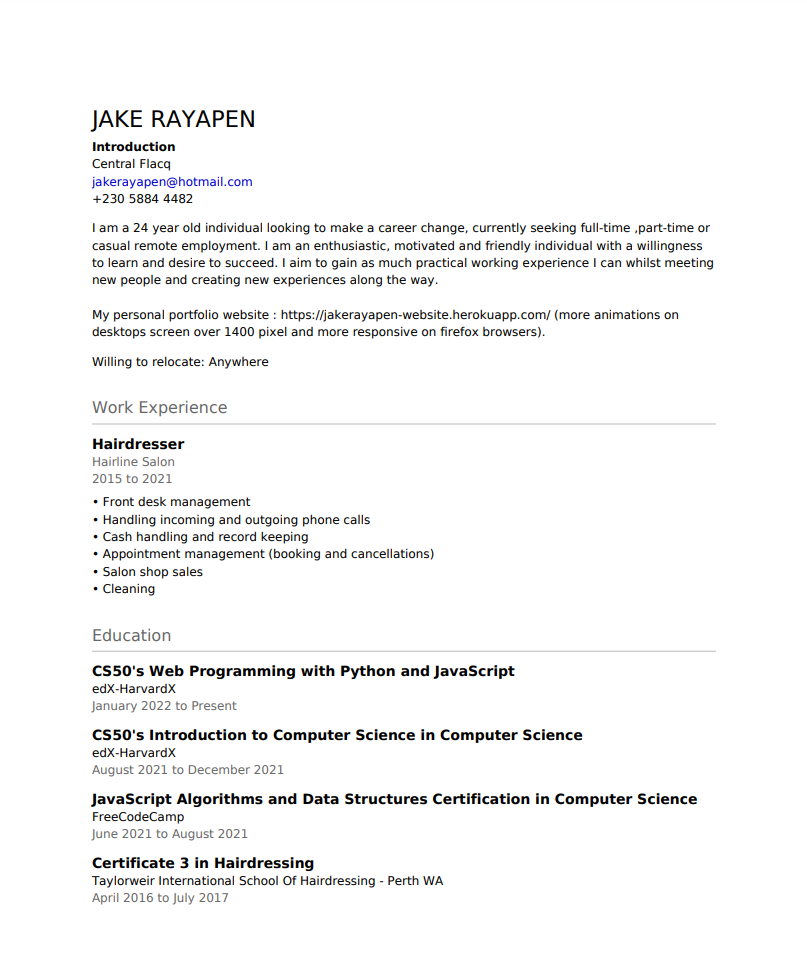 JAKE RAYAPEN
Introduction
Central Flacq
jakerayapen@hotmail.com
+230 5884 4482
I am a 24 year old individual looking to make a career change, currently seeking full-time ,part-time or
casual remote employment. I am an enthusiastic, motivated and friendly individual with a willingness
to learn and desire to succeed. I aim to gain as much practical working experience I can whilst meeting
new people and creating new experiences along the way.
My personal portfolio website : https://jakerayapen-website.herokuapp.com/ (more animations on
desktops screen over 1400 pixel and more responsive on firefox browsers).
Willing to relocate: Anywhere
Work Experience
Hairdresser
Hairline Salon
2015 to 2021
• Front desk management
• Handling incoming and outgoing phone calls
• Cash handling and record keeping
• Appointment management (booking and cancellations)
• Salon shop sales
• Cleaning
Education
CS50's Web Programming with Python and JavaScript
edX-HarvardX
January 2022 to Present
CS50's Introduction to Computer Science in Computer Science
edX-HarvardX
August 2021 to December 2021
JavaScript Algorithms and Data Structures Certification in Computer Science
FreeCodeCamp
June 2021 to August 2021
Certificate 3 in Hairdressing
Taylorweir International School Of Hairdressing - Perth WA
April 2016 to July 2017